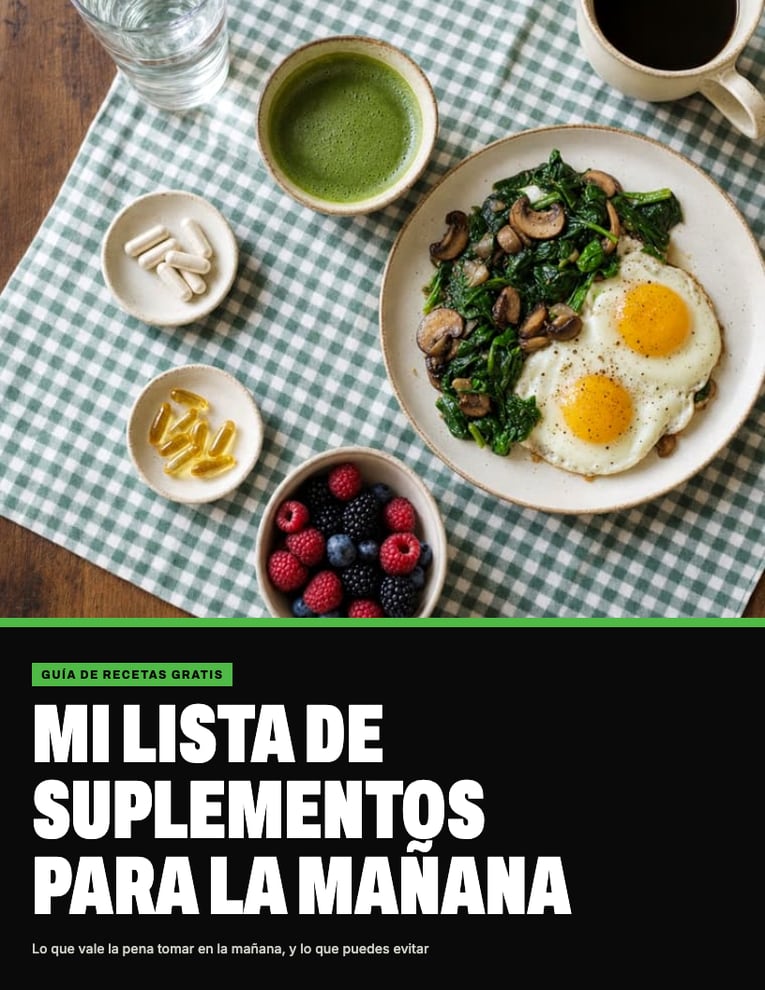 GUÍA DE RECETAS GRATIS
MI LISTA DE
SUPLEMENTOS
PARA LA MAÑANA
Lo que vale la pena tomar en la mañana, y lo que puedes evitar